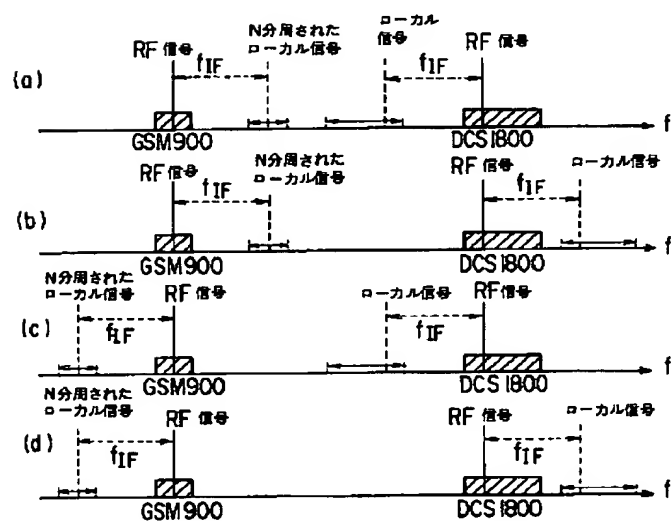 (a)
RF 信号
fIF
N分周された
ローカル信号
ローカル
信号
fIF
RF 信号
GSM900
DCS1800
f
(b)
RF 信号
fIF
N分周された
ローカル信号
RF 信号
fIF
ローカル信号
GSM900
DCS1800
f
(c)
N分周された
ローカル信号
fIF
RF 信号
ローカル信号
fIF
RF 信号
GSM900
DCS1800
f
(d)
N分周された
ローカル信号
fIF
RF 信号
RF 信号
fIF
ローカル信号
GSM900
DCS1800
f